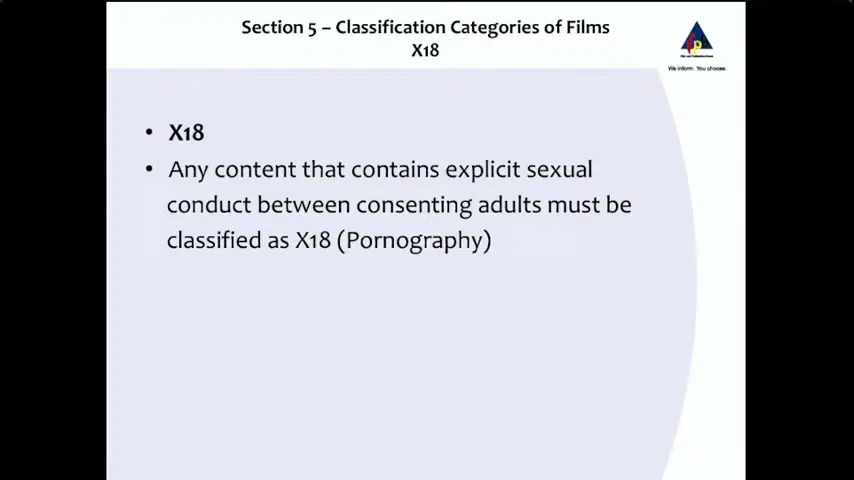 Section 5 – Classification Categories of Films
X18
We inform. You choose.
• X18
• Any content that contains explicit sexual
conduct between consenting adults must be
classified as X18 (Pornography)